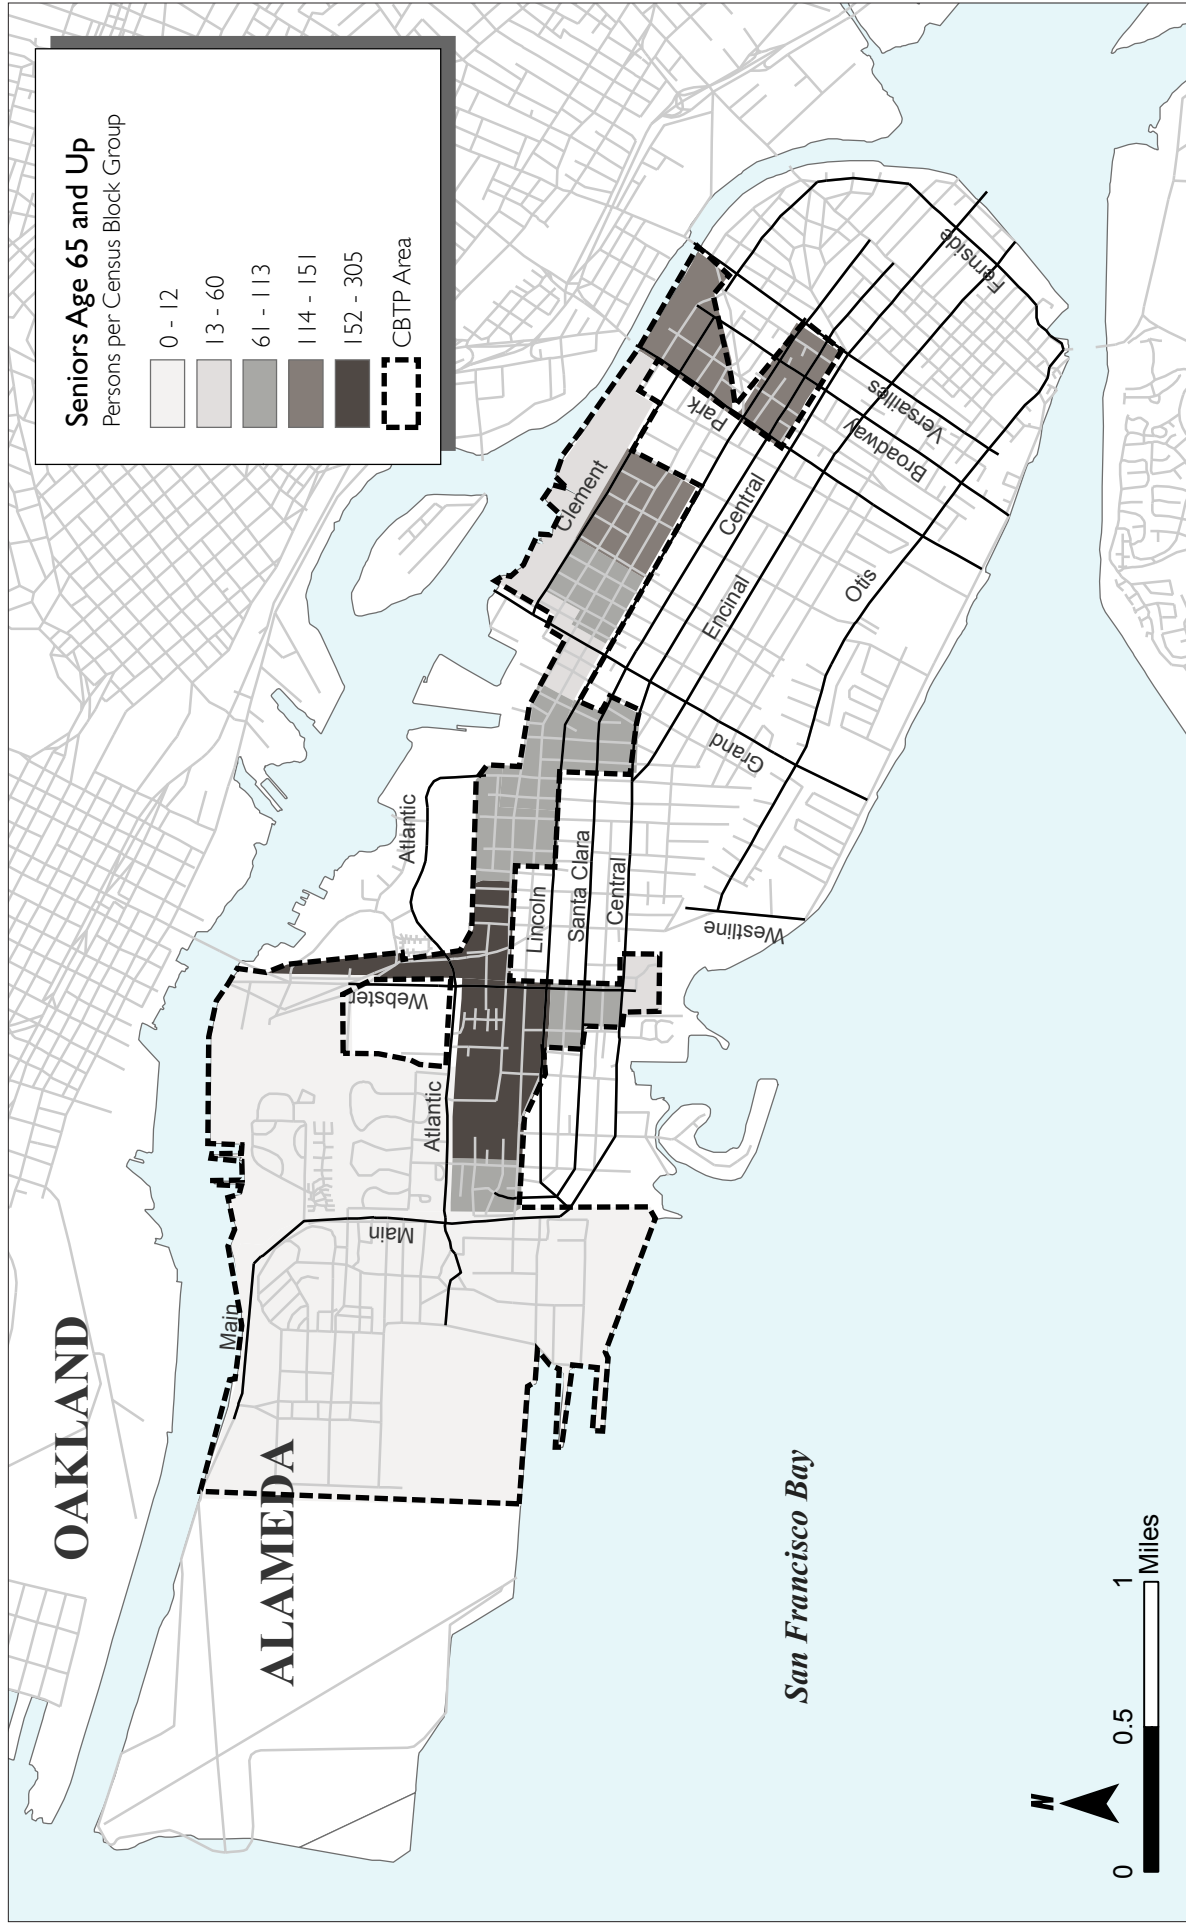 Seniors Age 65 and Up
Persons per Census Block Group
0 - 12
13 - 60
61 - 113
114 - 151
152 - 305
CBTP Area
OAKLAND
ALAMEDA
San Francisco Bay
Main
Main
Atlantic
Atlantic
Webster
Lincoln
Santa Clara
Central
Westline
Grand
Clement
Park
Central
Encinal
Otis
Broadway
Versailles
Fernside
N
0 0.5 1
Miles